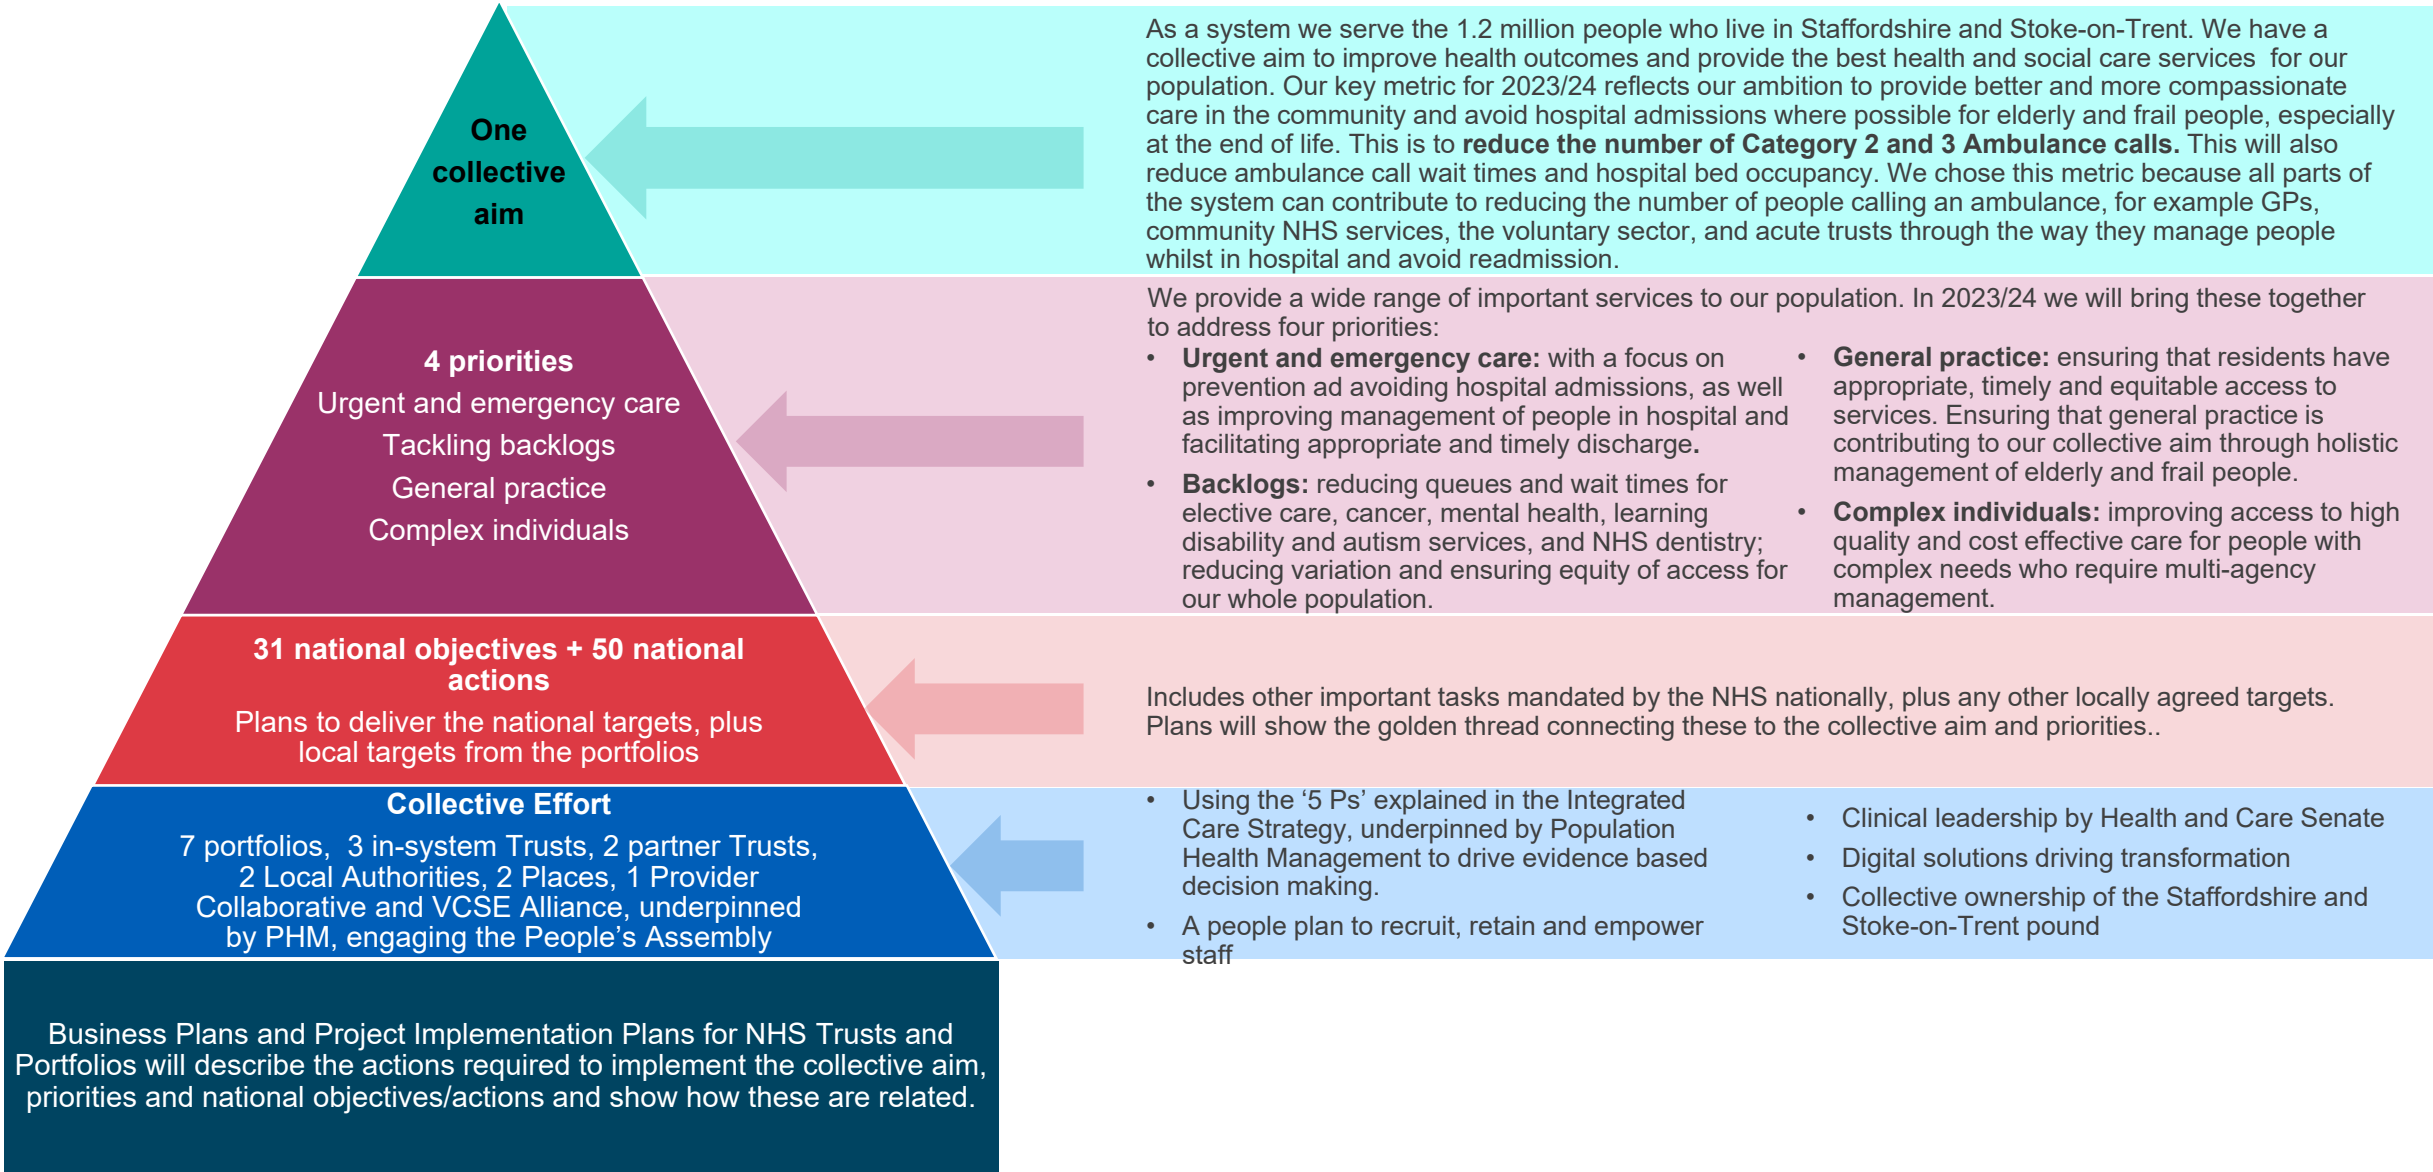 One
collective
aim
As a system we serve the 1.2 million people who live in Staffordshire and Stoke-on-Trent. We have a
collective aim to improve health outcomes and provide the best health and social care services  for our
population. Our key metric for 2023/24 reflects our ambition to provide better and more compassionate
care in the community and avoid hospital admissions where possible for elderly and frail people, especially
at the end of life. This is to reduce the number of Category 2 and 3 Ambulance calls. This will also
reduce ambulance call wait times and hospital bed occupancy. We chose this metric because all parts of
the system can contribute to reducing the number of people calling an ambulance, for example GPs,
community NHS services, the voluntary sector, and acute trusts through the way they manage people
whilst in hospital and avoid readmission.
4 priorities
Urgent and emergency care
Tackling backlogs
General practice
Complex individuals
We provide a wide range of important services to our population. In 2023/24 we will bring these together
to address four priorities:
• Urgent and emergency care: with a focus on
prevention ad avoiding hospital admissions, as well
as improving management of people in hospital and
facilitating appropriate and timely discharge.
• Backlogs: reducing queues and wait times for
elective care, cancer, mental health, learning
disability and autism services, and NHS dentistry;
reducing variation and ensuring equity of access for
our whole population.
• General practice: ensuring that residents have
appropriate, timely and equitable access to
services. Ensuring that general practice is
contributing to our collective aim through holistic
management of elderly and frail people.
• Complex individuals: improving access to high
quality and cost effective care for people with
complex needs who require multi-agency
management.
31 national objectives + 50 national
actions
Plans to deliver the national targets, plus
local targets from the portfolios
Includes other important tasks mandated by the NHS nationally, plus any other locally agreed targets.
Plans will show the golden thread connecting these to the collective aim and priorities..
Collective Effort
7 portfolios,  3 in-system Trusts, 2 partner Trusts,
2 Local Authorities, 2 Places, 1 Provider
Collaborative and VCSE Alliance, underpinned
by PHM, engaging the People's Assembly
• Using the '5 Ps' explained in the Integrated
Care Strategy, underpinned by Population
Health Management to drive evidence based
decision making.
• A people plan to recruit, retain and empower
staff
• Clinical leadership by Health and Care Senate
• Digital solutions driving transformation
• Collective ownership of the Staffordshire and
Stoke-on-Trent pound
Business Plans and Project Implementation Plans for NHS Trusts and
Portfolios will describe the actions required to implement the collective aim,
priorities and national objectives/actions and show how these are related.